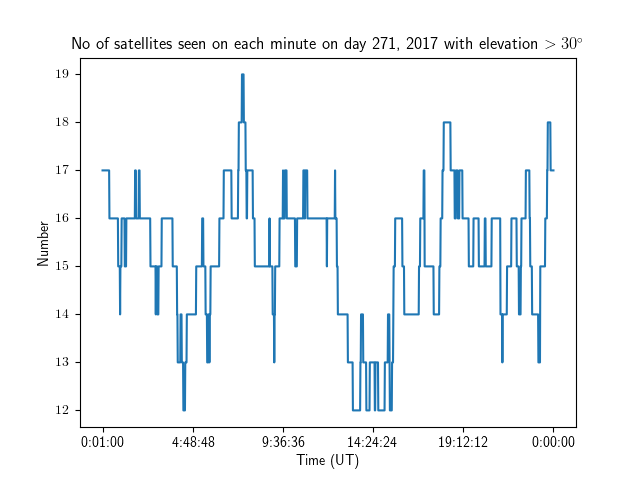 No of satellites seen on each minute on day 271, 2017 with elevation > 30°
19
18
17
16
15
14
13
12
Number
0:01:00 4:48:48 9:36:36 14:24:24 19:12:12 0:00:00
Time (UT)